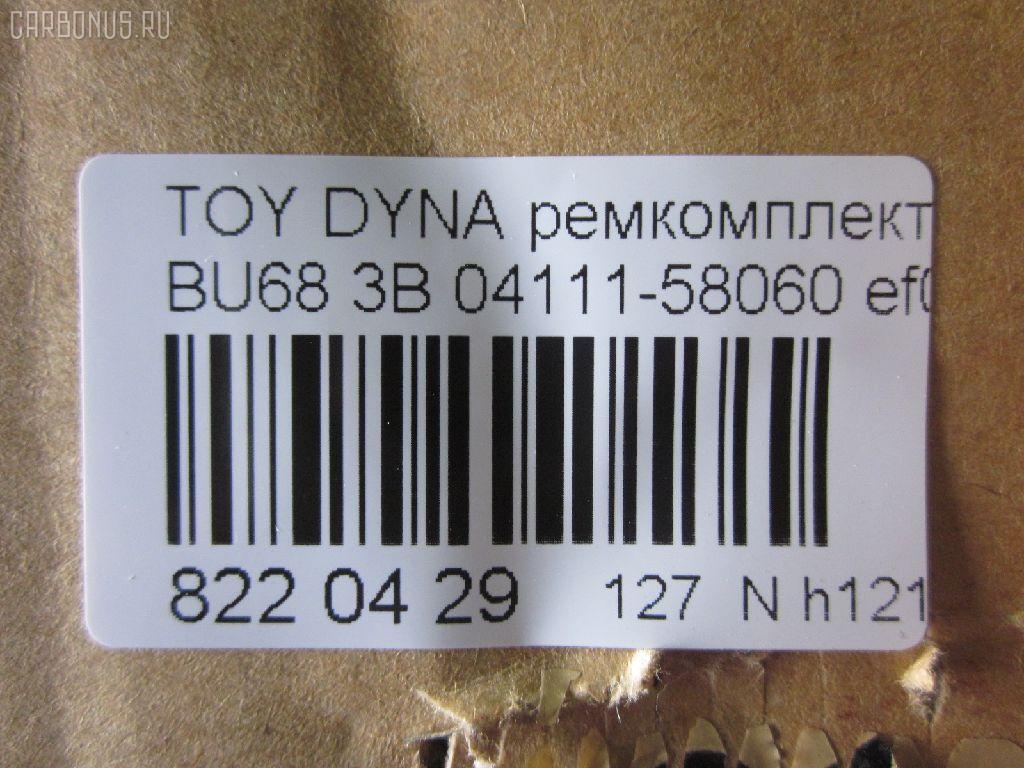 CARBONUS.RU
TOY DYNA ремкомплект
BU68 3B 04111-58060 ef
822 04 29 127 N h121